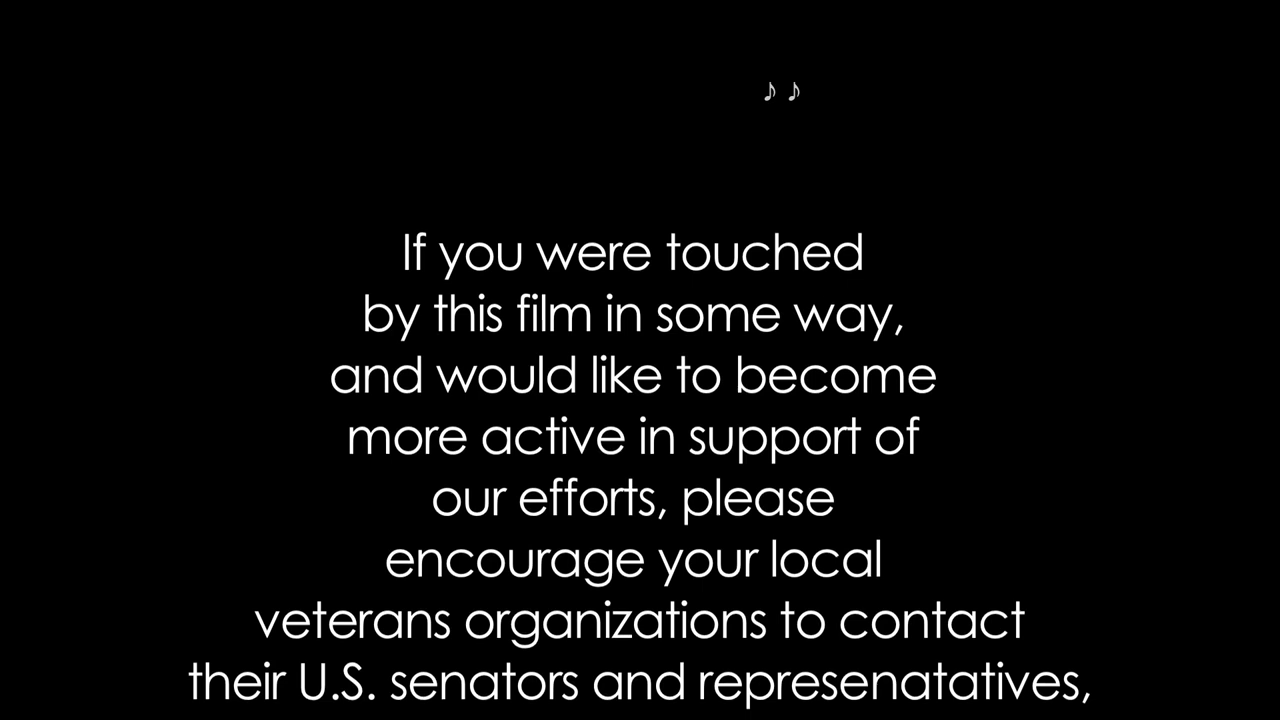 ♪ ♪
If you were touched
by this film in some way,
and would like to become
more active in support of
our efforts, please
encourage your local
veterans organizations to contact
their U.S. senators and represenatatives,